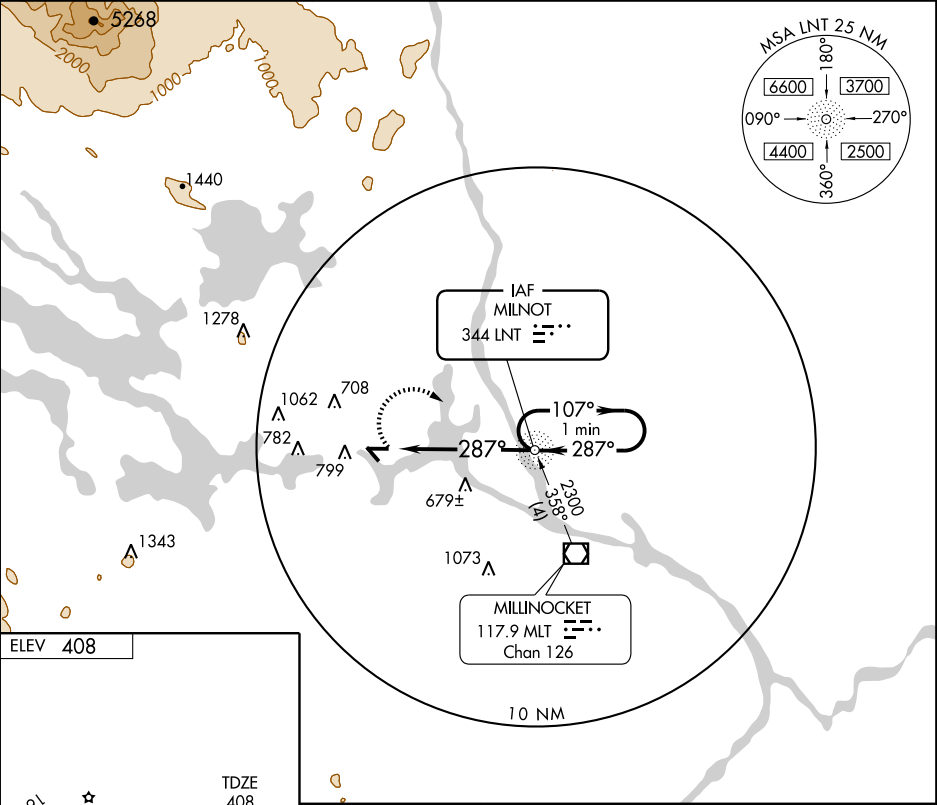 5268
2000
1000
1000
MSA LNT 25 NM
180°
6600
3700
090°
270°
4400
2500
360°
1440
IAF
MILNOT
344 LNT
1278
1062
708
107°
1 min
782
287°
287°
799
679±
2300
358°
(4)
1343
1073
MILLINOCKET
117.9 MLT
Chan 126
ELEV 408
10 NM
TDZE
408